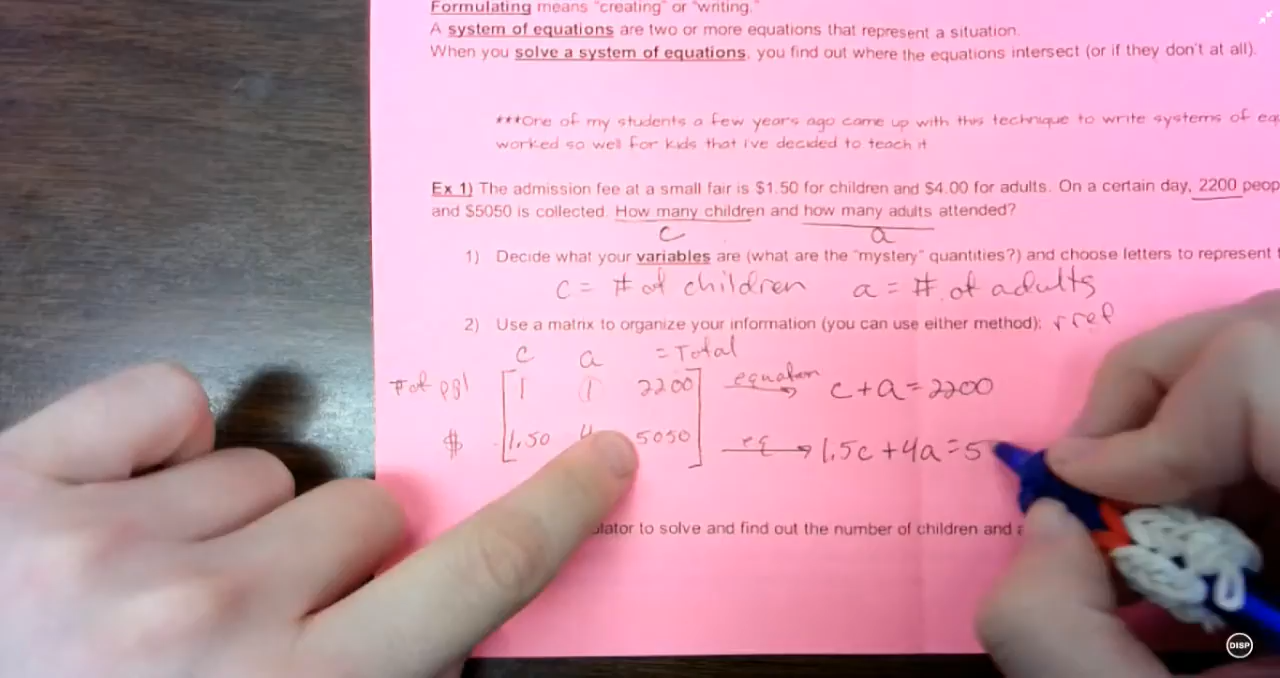 Formulating means "creating" or "writing."
A system of equations are two or more equations that represent a situation.
When you solve a system of equations, you find out where the equations intersect (or if they don't at all).
***One of my students a few years ago came up with this technique to write systems of equ
worked so well for kids that ive decided to teach it
Ex 1) The admission fee at a small fair is $1.50 for children and $4.00 for adults. On a certain day, 2200 peop
and $5050 is collected. How many children and how many adults attended?
c a
1) Decide what your variables are (what are the "mystery" quantities?) and choose letters to represent t
c = # of children a = # of adults
2) Use a matrix to organize your information (you can use either method): rref
c a = Total
# of ppl 1 1 2200 equation → c+a=2200
$ 1.50 4 5050 eq → 1.5c+4a=5
lator to solve and find out the number of children and a
DISP